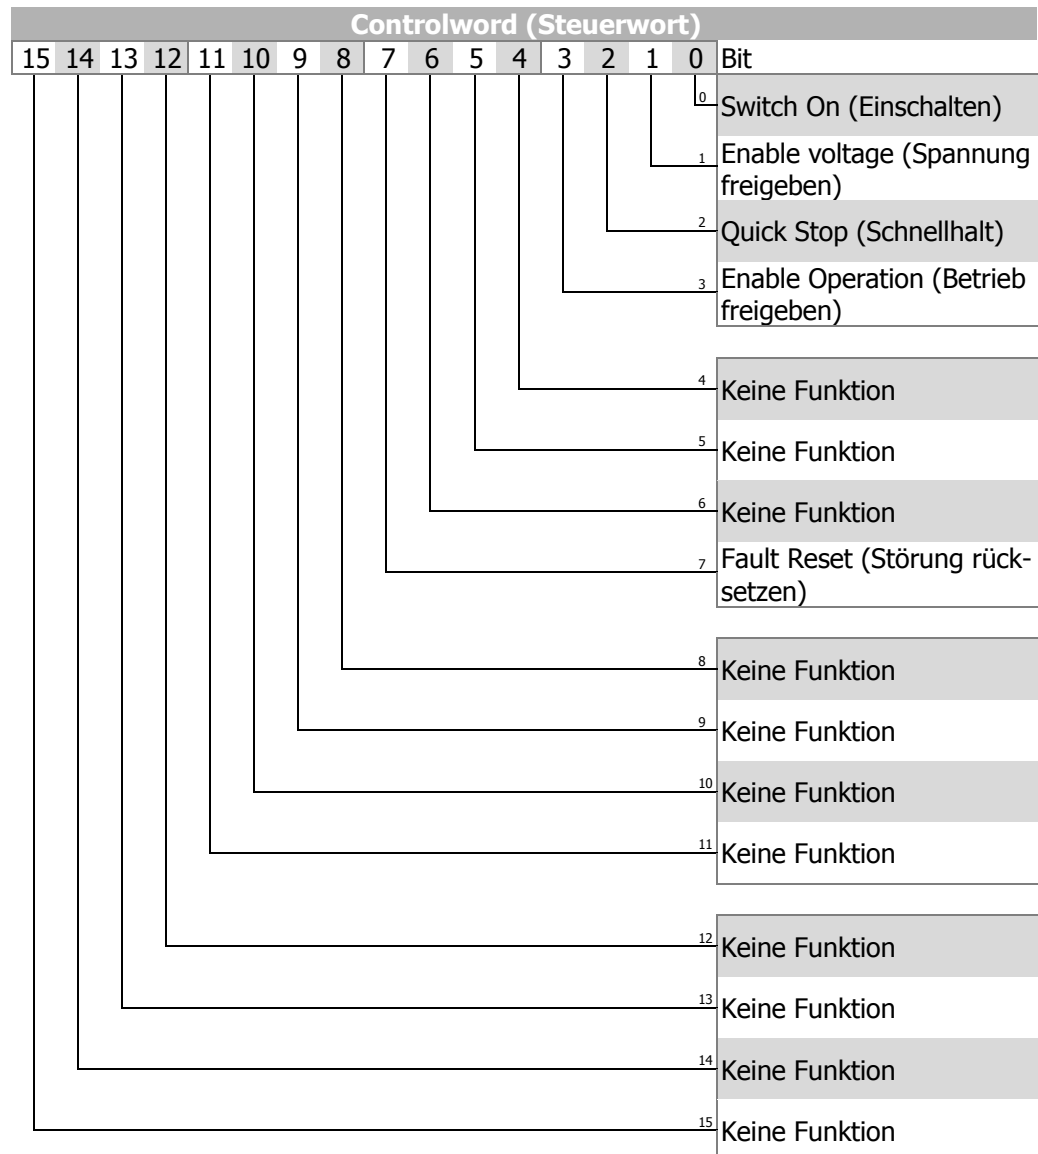 Controlword (Steuerwort)
15 14 13 12 11 10 9 8 7 6 5 4 3 2 1 0 Bit
0 Switch On (Einschalten)
1 Enable voltage (Spannung
freigeben)
2 Quick Stop (Schnellhalt)
3 Enable Operation (Betrieb
freigeben)
4 Keine Funktion
5 Keine Funktion
6 Keine Funktion
7 Fault Reset (Störung rück-
setzen)
8 Keine Funktion
9 Keine Funktion
10 Keine Funktion
11 Keine Funktion
12 Keine Funktion
13 Keine Funktion
14 Keine Funktion
15 Keine Funktion